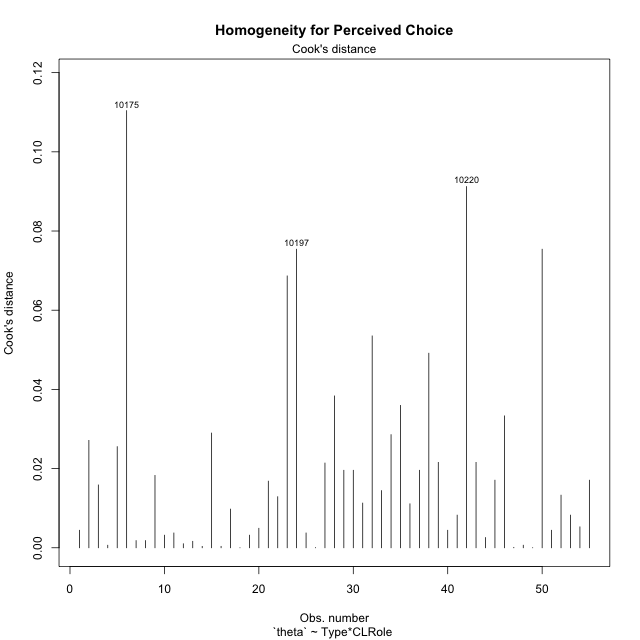 Homogeneity for Perceived Choice
Cook's distance
0.12
0.10
0.08
0.06
0.04
0.02
0.00
Cook's distance
10175
10220
10197
0 10 20 30 40 50
Obs. number
`theta` ~ Type*CLRole